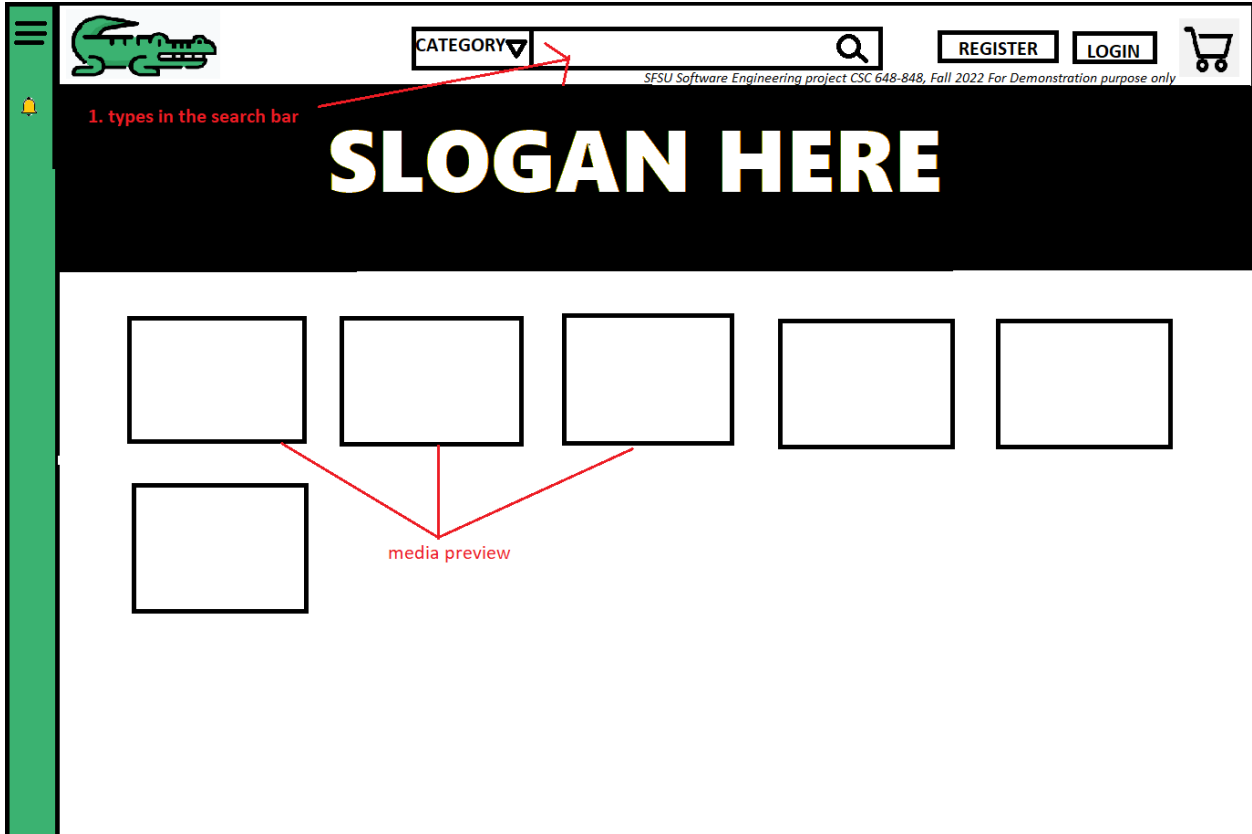 CATEGORY
REGISTER
LOGIN
SFSU Software Engineering project CSC 648-848, Fall 2022 For Demonstration purpose only
1. types in the search bar
SLOGAN HERE
media preview